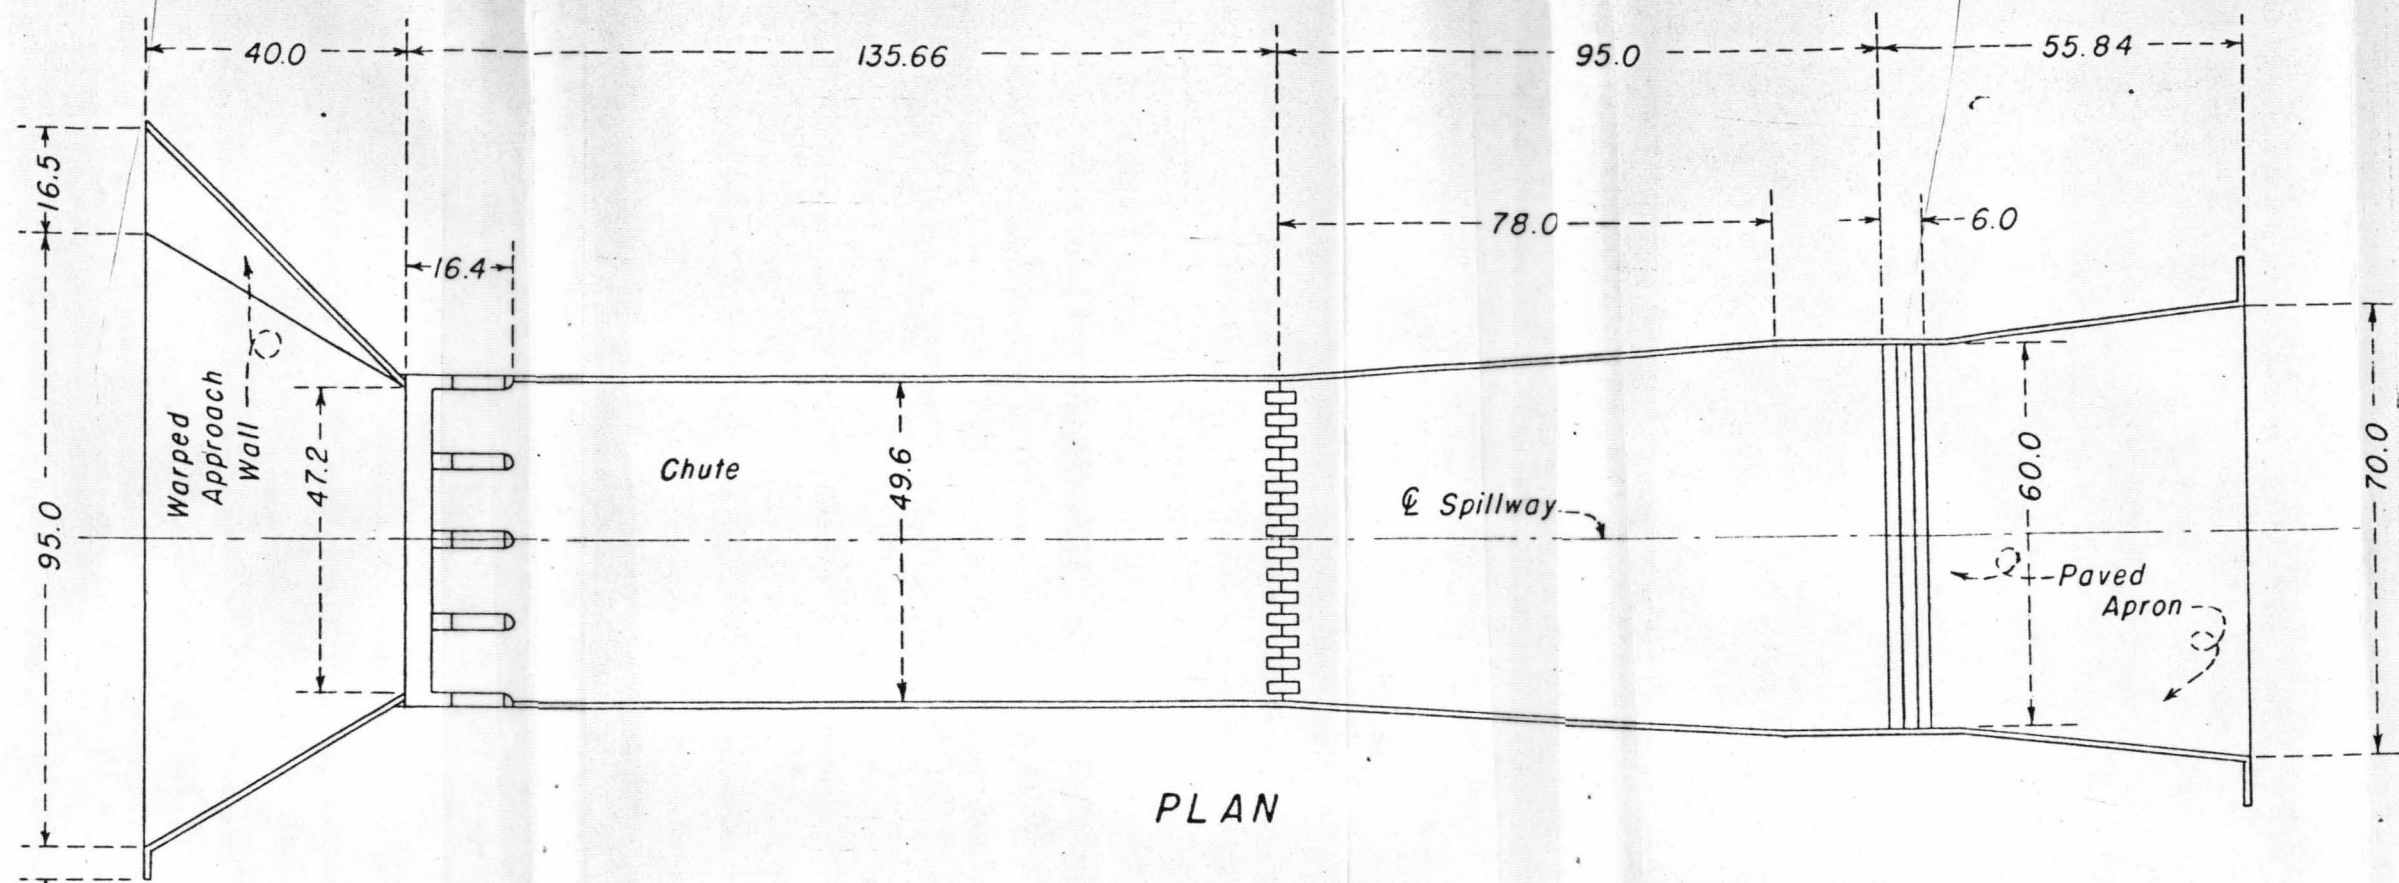 40.0
135.66
95.0
55.84
16.5
78.0
6.0
16.4
Warped
Approach
Wall
47.2
Chute
49.6
℄ Spillway
60.0
70.0
95.0
Paved
Apron
PLAN